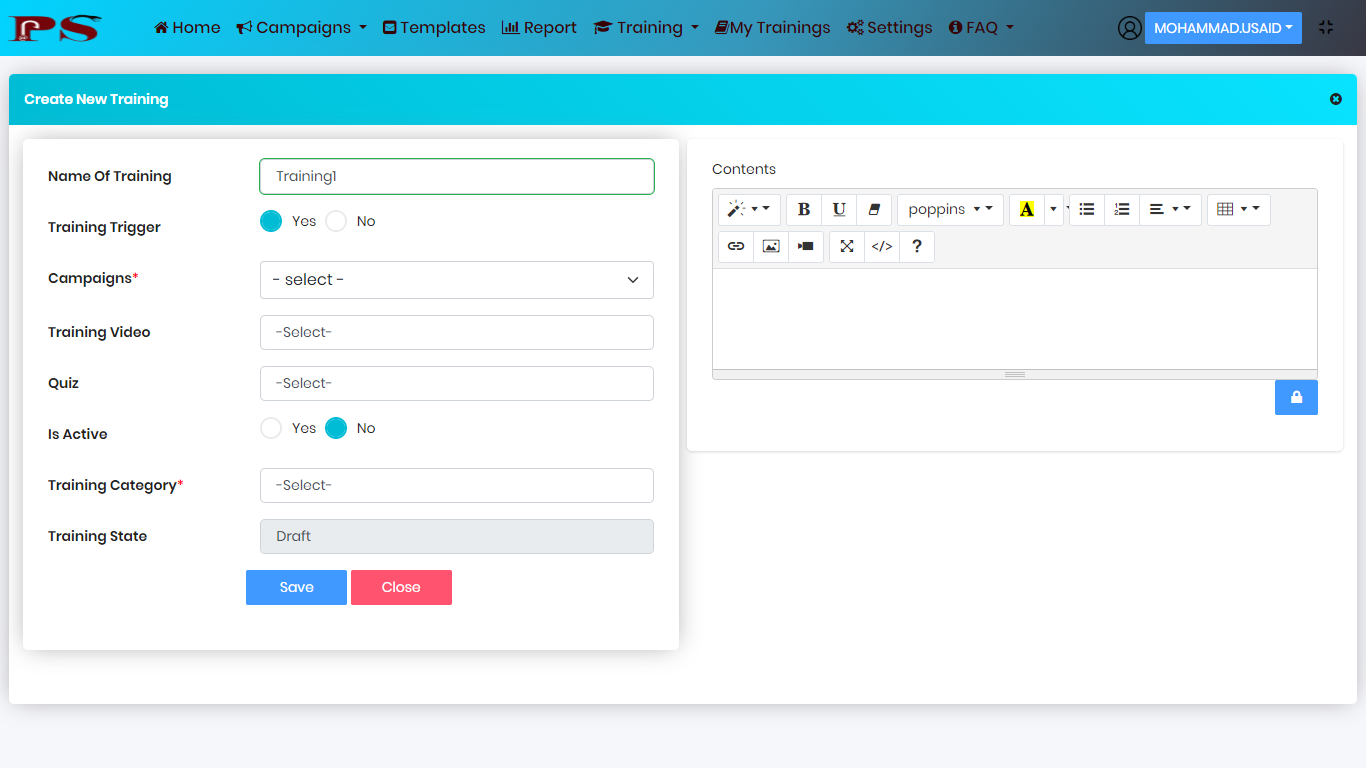 PS Home Campaigns Templates Report Training My Trainings Settings FAQ MOHAMMAD.USAID
Create New Training
Name Of Training Training1
Training Trigger Yes No
Campaigns* - select -
Training Video -Select-
Quiz -Select-
Is Active Yes No
Training Category* -Select-
Training State Draft
Save Close
Contents
B U poppins A
</> ?